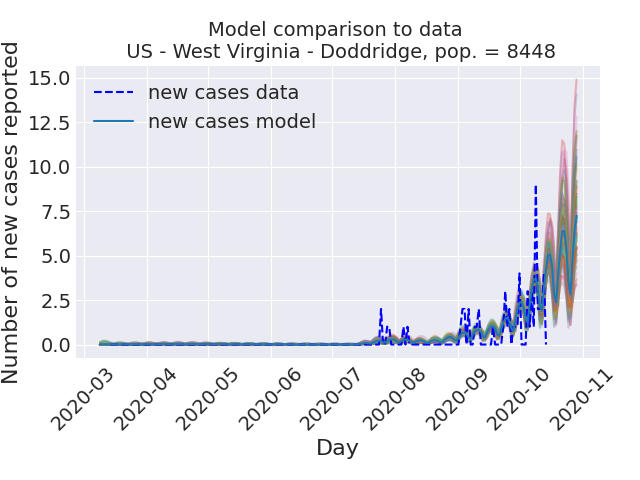 Model comparison to data
US - West Virginia - Doddridge, pop. = 8448
Number of new cases reported
15.0
12.5
10.0
7.5
5.0
2.5
0.0
new cases data
new cases model
2020-03
2020-04
2020-05
2020-06
2020-07
2020-08
2020-09
2020-10
2020-11
Day